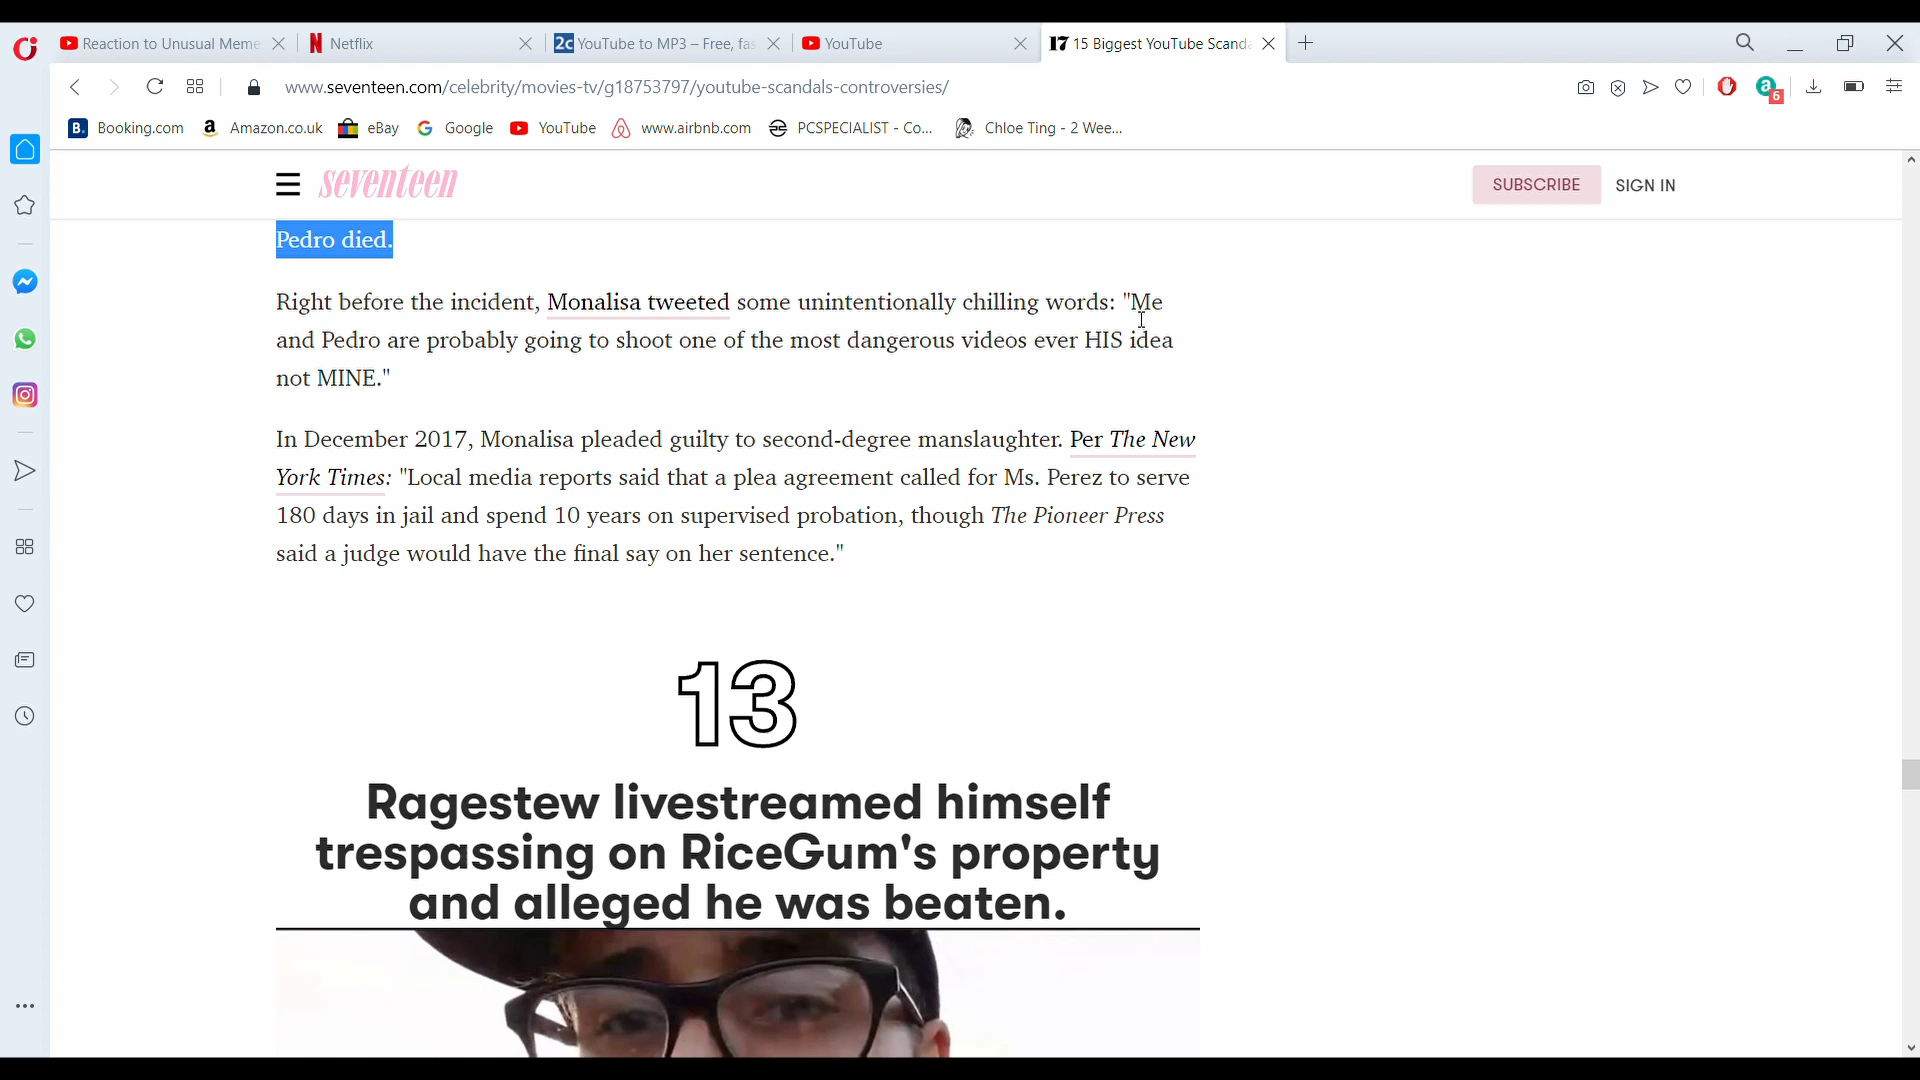 Reaction to Unusual Meme
Netflix
2c YouTube to MP3 – Free, fas
YouTube
17 15 Biggest YouTube Scanda
www.seventeen.com/celebrity/movies-tv/g18753797/youtube-scandals-controversies/
6
B. Booking.com
a Amazon.co.uk
eBay
G Google
YouTube
www.airbnb.com
PCSPECIALIST - Co...
Chloe Ting - 2 Wee...
seventeen
SUBSCRIBE
SIGN IN
Pedro died.
Right before the incident, Monalisa tweeted some unintentionally chilling words: "Me
and Pedro are probably going to shoot one of the most dangerous videos ever HIS idea
not MINE."
In December 2017, Monalisa pleaded guilty to second-degree manslaughter. Per The New
York Times: "Local media reports said that a plea agreement called for Ms. Perez to serve
180 days in jail and spend 10 years on supervised probation, though The Pioneer Press
said a judge would have the final say on her sentence."
13
Ragestew livestreamed himself
trespassing on RiceGum's property
and alleged he was beaten.